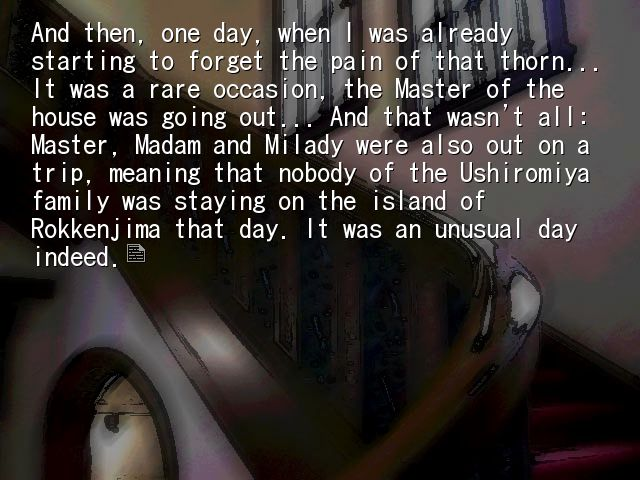 And then, one day, when I was already
starting to forget the pain of that thorn...
It was a rare occasion, the Master of the
house was going out... And that wasn't all:
Master, Madam and Milady were also out on a
trip, meaning that nobody of the Ushiromiya
family was staying on the island of
Rokkenjima that day. It was an unusual day
indeed.